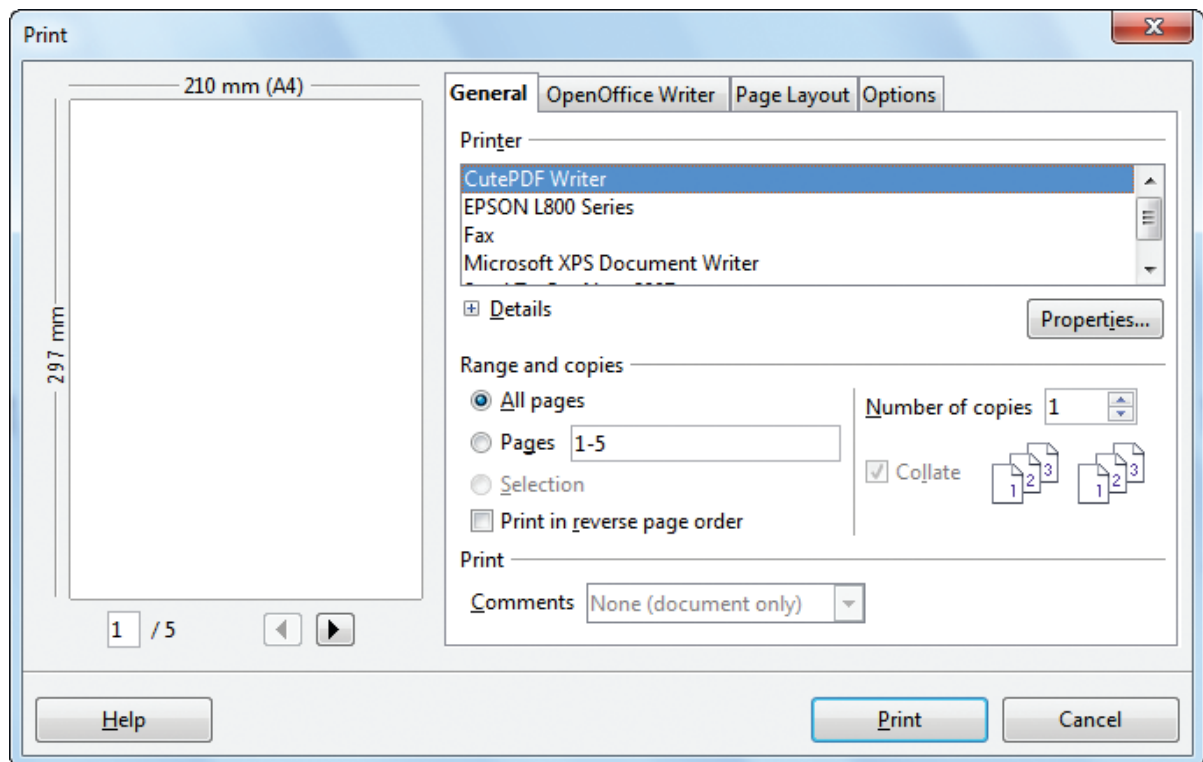 Print
210 mm (A4)
297 mm
1 / 5
General OpenOffice Writer Page Layout Options
Printer
CutePDF Writer
EPSON L800 Series
Fax
Microsoft XPS Document Writer
Details
Properties...
Range and copies
All pages
Pages 1-5
Selection
Print in reverse page order
Number of copies 1
Collate 1 2 3 1 2 3
Print
Comments None (document only)
Help Print Cancel